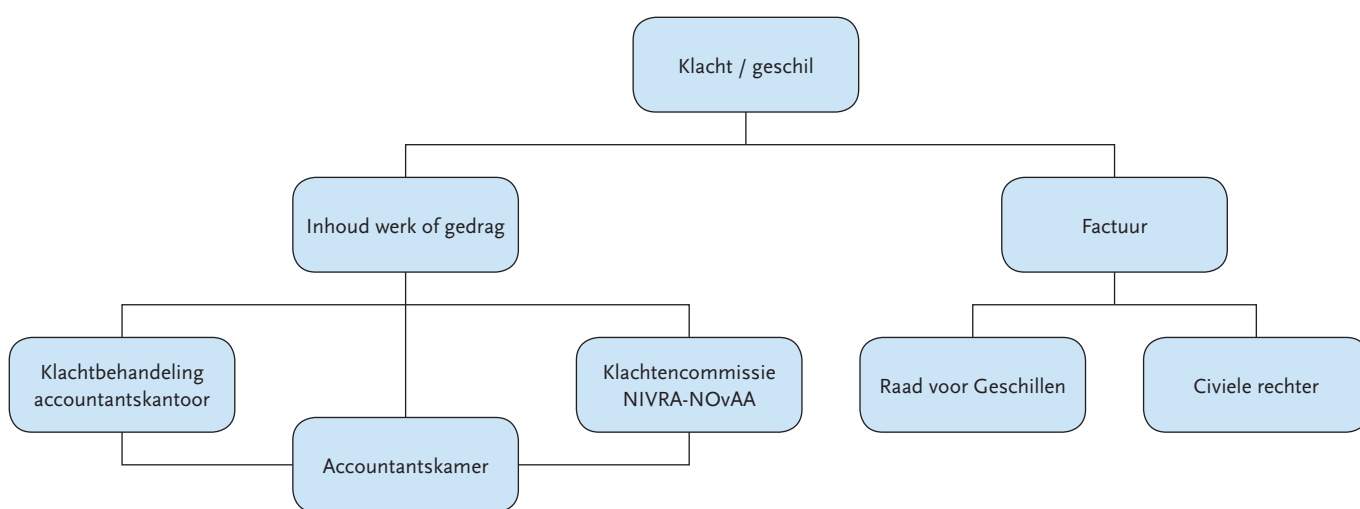 Klacht / geschil
Inhoud werk of gedrag
Factuur
Klachtbehandeling
accountantskantoor
Klachtencommissie
NIVRA-NOvAA
Raad voor Geschillen
Civiele rechter
Accountantskamer